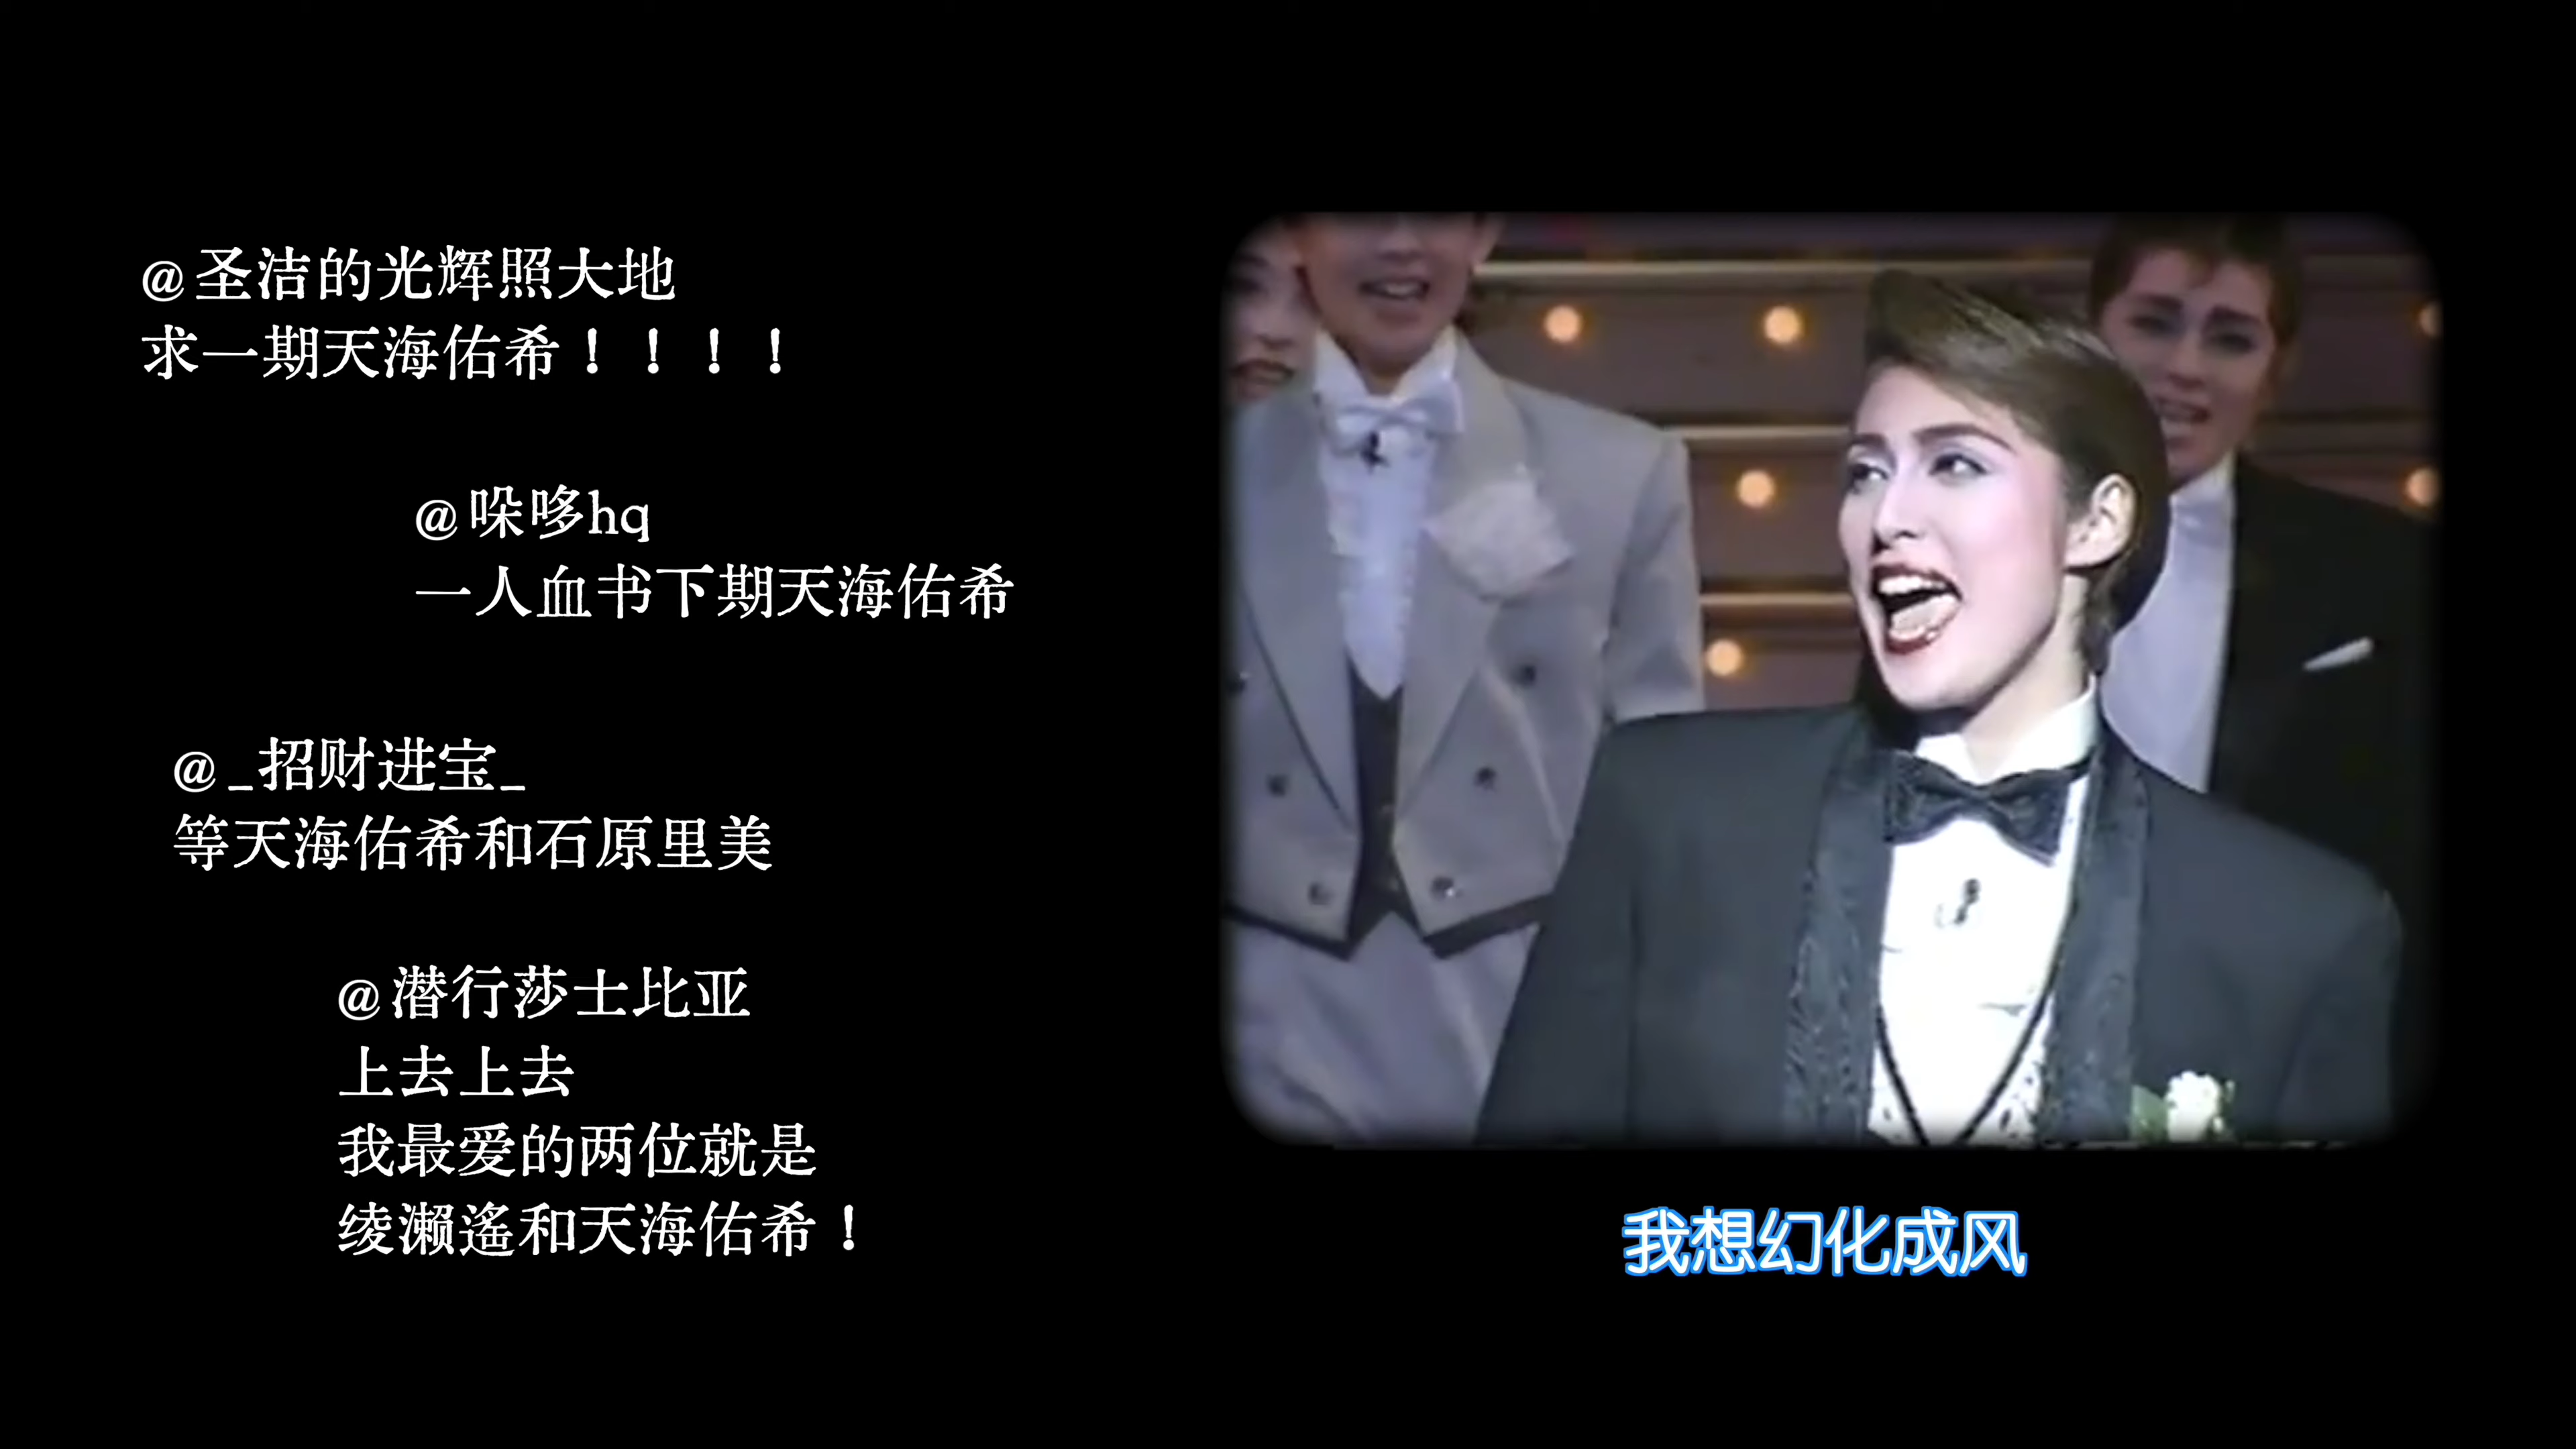 @圣洁的光辉照大地
求一期天海佑希！！！！
@哚哆hq
一人血书下期天海佑希
@_招财进宝_
等天海佑希和石原里美
@潜行莎士比亚
上去上去
我最爱的两位就是
绫濑遥和天海佑希！
我想幻化成风